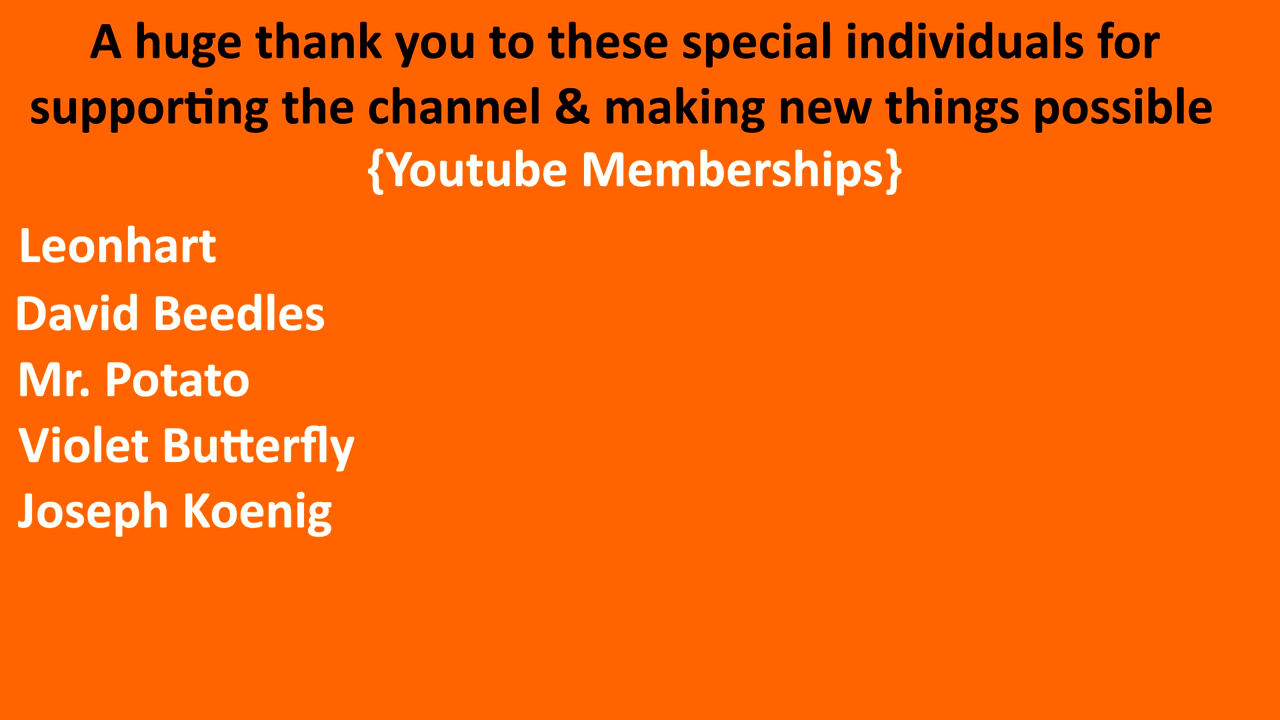 A huge thank you to these special individuals for
supporting the channel & making new things possible
{Youtube Memberships}
Leonhart
David Beedles
Mr. Potato
Violet Butterfly
Joseph Koenig